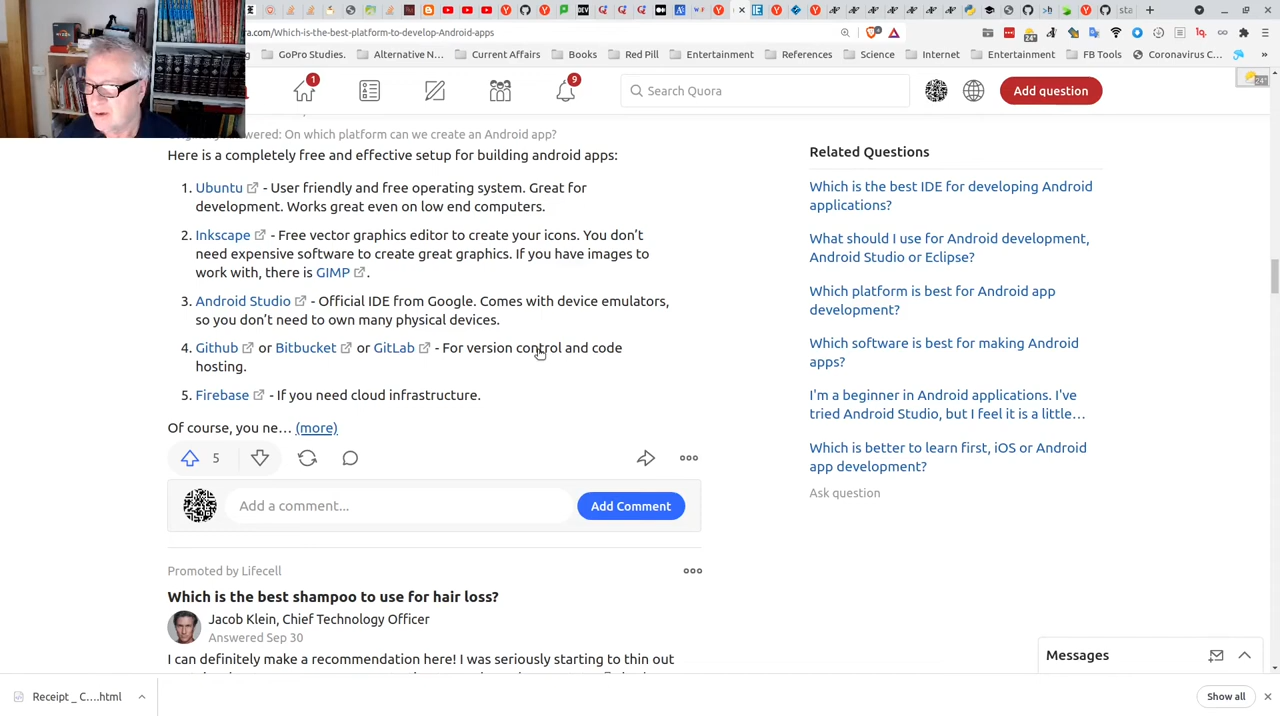 sta
ra.com/Which-is-the-best-platform-to-develop-Android-apps
GoPro Studies.
Alternative N...
Current Affairs
Books
Red Pill
Entertainment
References
Science
Internet
Entertainment
FB Tools
Coronavirus C...
1
9
Search Quora
Add question
24°
wered: On which platform can we create an Android app?
Here is a completely free and effective setup for building android apps:
1. Ubuntu - User friendly and free operating system. Great for
development. Works great even on low end computers.
2. Inkscape - Free vector graphics editor to create your icons. You don't
need expensive software to create great graphics. If you have images to
work with, there is GIMP.
3. Android Studio - Official IDE from Google. Comes with device emulators,
so you don't need to own many physical devices.
4. Github or Bitbucket or GitLab - For version control and code
hosting.
5. Firebase - If you need cloud infrastructure.
Of course, you ne... (more)
5
Add a comment...
Add Comment
Promoted by Lifecell
Which is the best shampoo to use for hair loss?
Jacob Klein, Chief Technology Officer
Answered Sep 30
I can definitely make a recommendation here! I was seriously starting to thin out
Related Questions
Which is the best IDE for developing Android
applications?
What should I use for Android development,
Android Studio or Eclipse?
Which platform is best for Android app
development?
Which software is best for making Android
apps?
I'm a beginner in Android applications. I've
tried Android Studio, but I feel it is a little...
Which is better to learn first, iOS or Android
app development?
Ask question
Messages
Receipt _ C....html
Show all